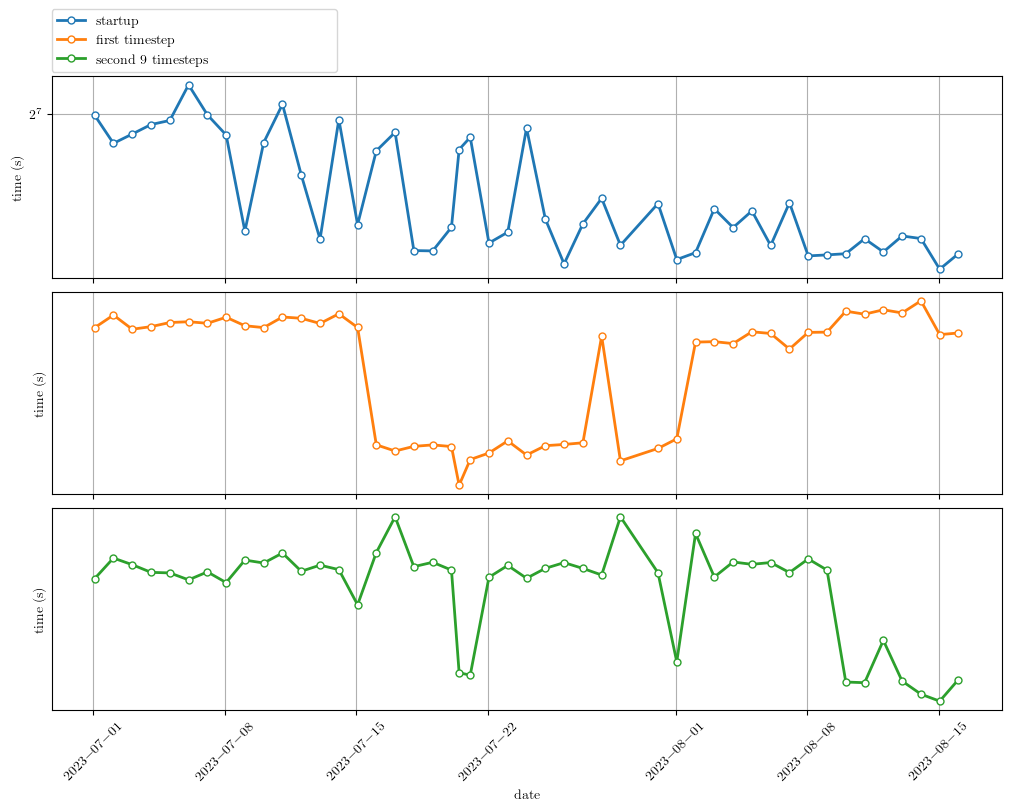 startup
first timestep
second 9 timesteps
2^7
time (s)
time (s)
time (s)
2023−07−01
2023−07−08
2023−07−15
2023−07−22
2023−08−01
2023−08−08
2023−08−15
date